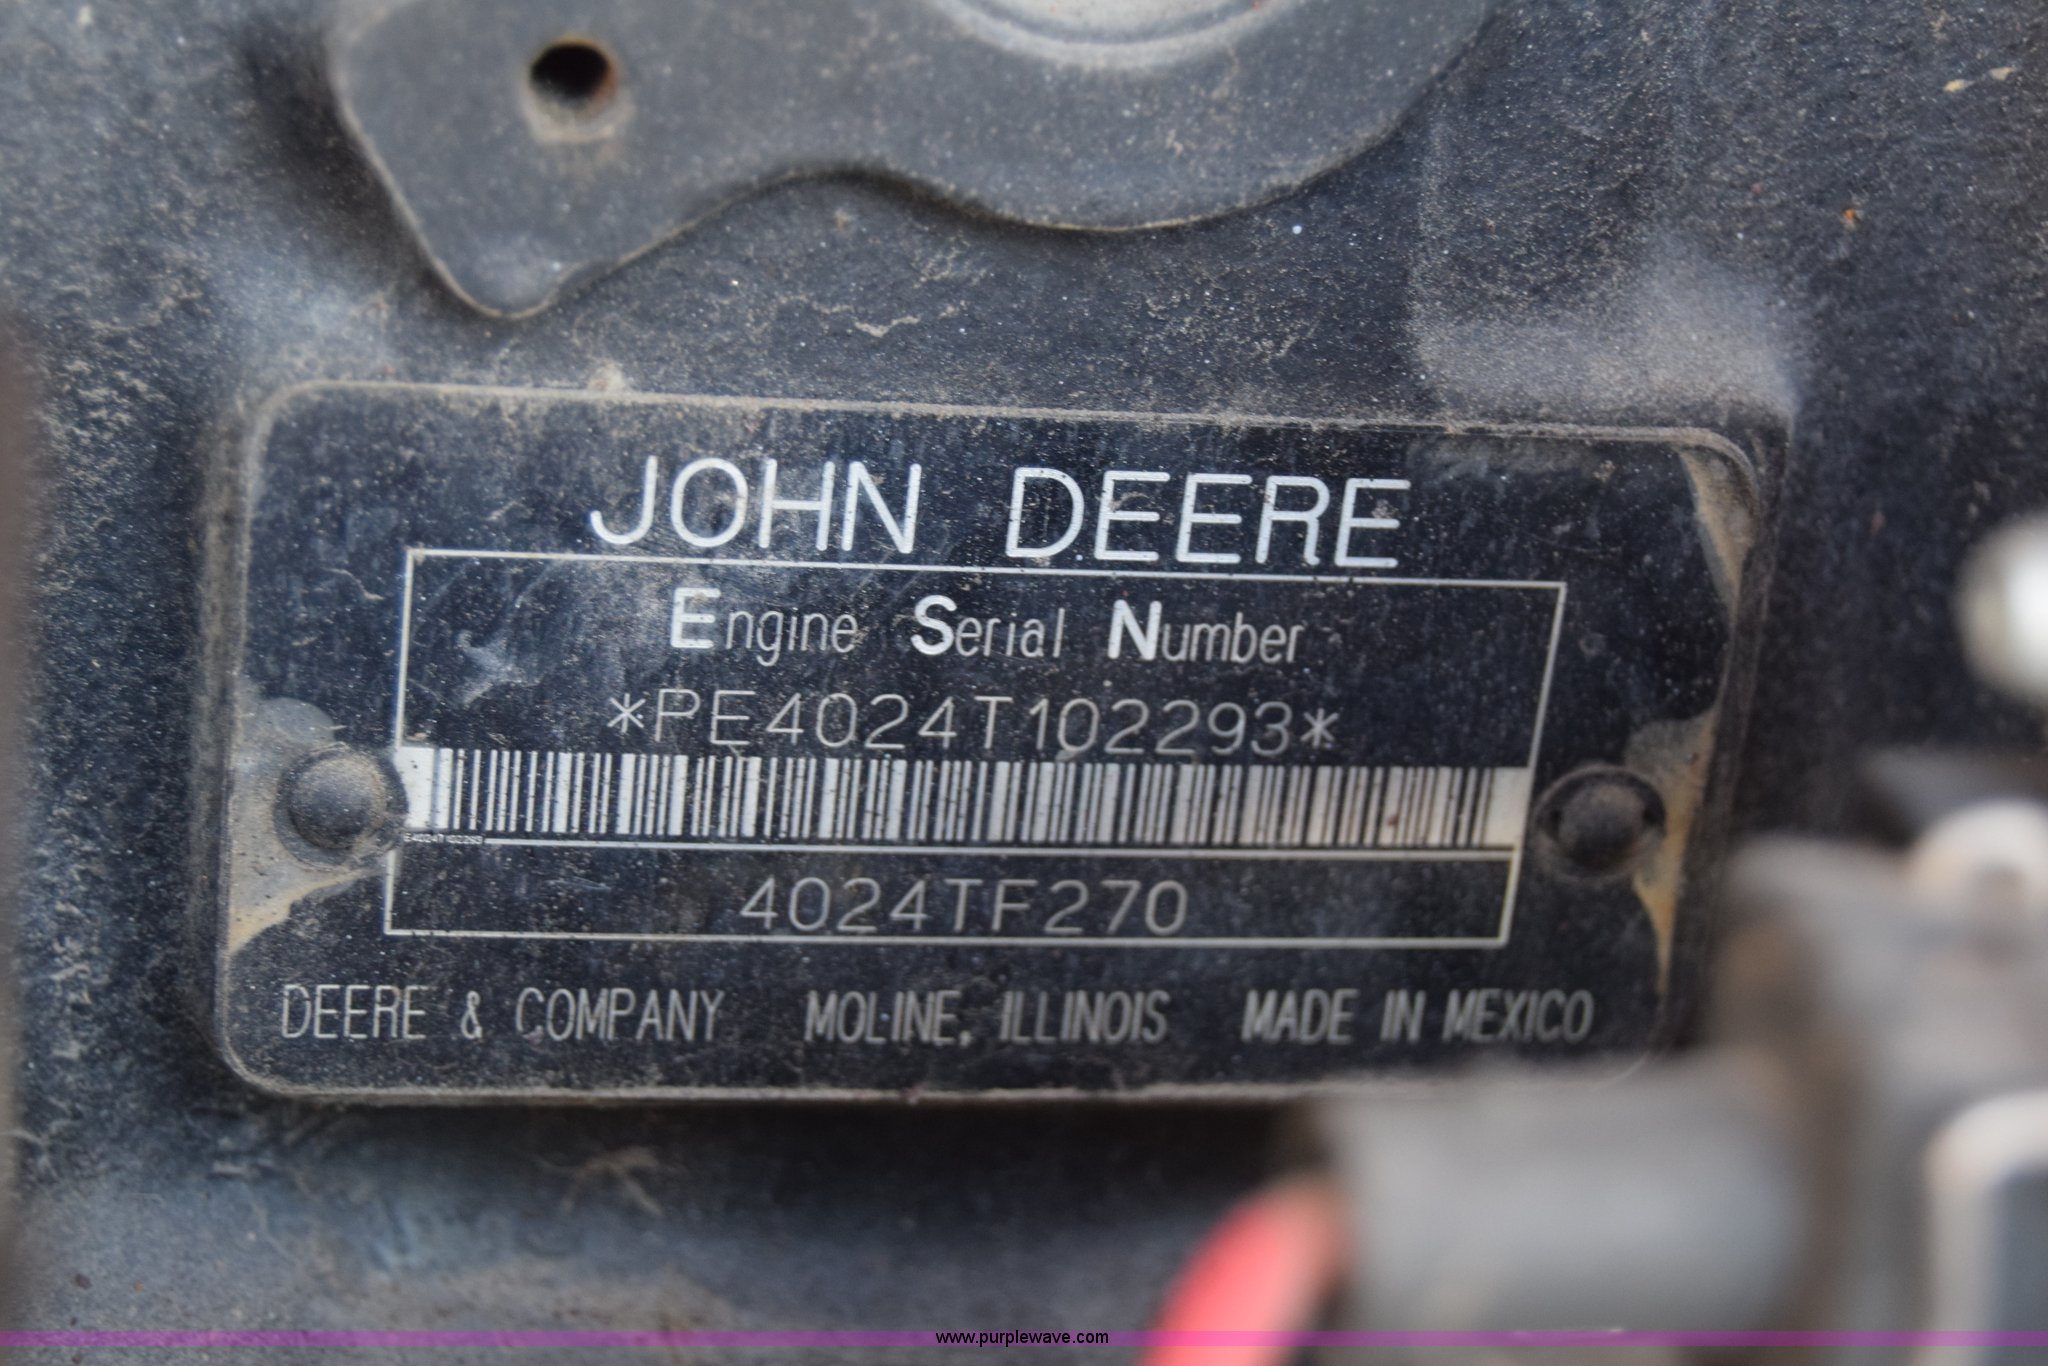 JOHN DEERE
Engine Serial Number
*PE4024T102293*
4024TF270
DEERE & COMPANY MOLINE, ILLINOIS MADE IN MEXICO
www.purplewave.com